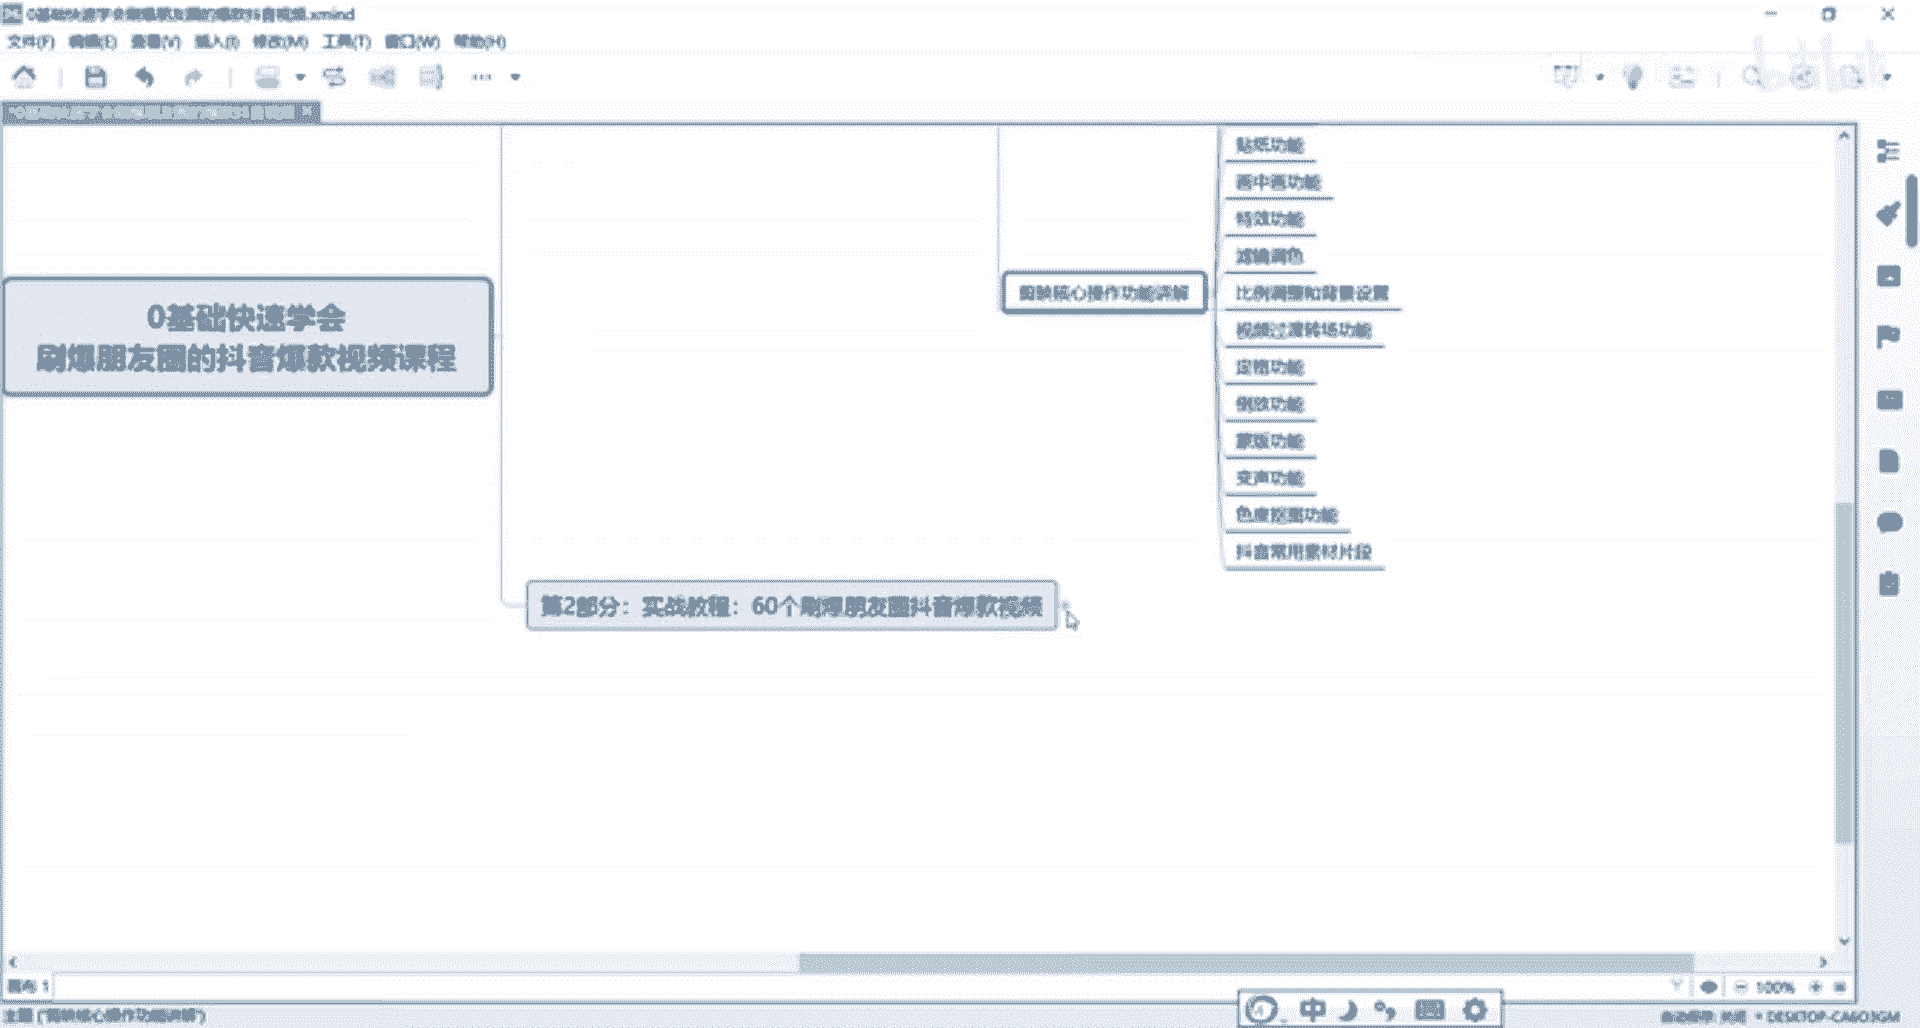 0基础快速学会刷爆朋友圈的爆款抖音视频.xmind
文件(F) 编辑(E) 查看(V) 插入(I) 修改(M) 工具(T) 窗口(W) 帮助(H)
贴纸功能
画中画功能
特效功能
滤镜调色
0基础快速学会
刷爆朋友圈的抖音爆款视频课程
剪映核心操作功能讲解
比例调整和背景设置
视频过渡转场功能
定格功能
倒放功能
蒙版功能
变声功能
色度抠图功能
抖音常用素材片段
第2部分：实战教程：60个刷爆朋友圈抖音爆款视频
画布 1
100%
主题 ("剪映核心操作功能讲解")
中